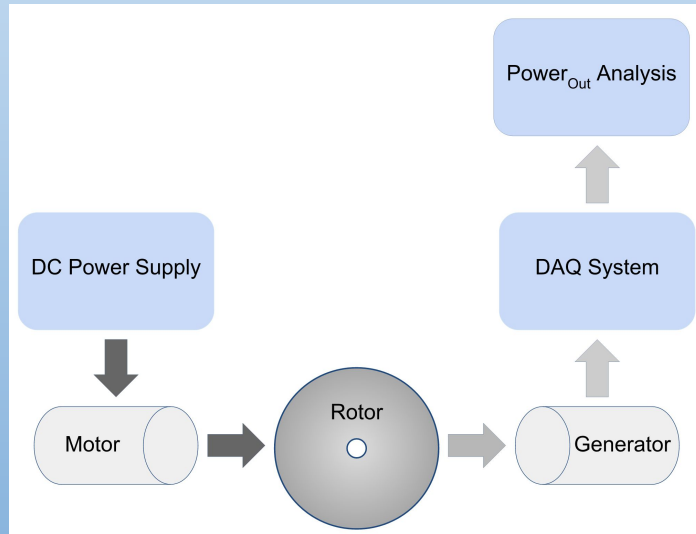 Power_Out Analysis
DC Power Supply
DAQ System
Motor
Rotor
Generator